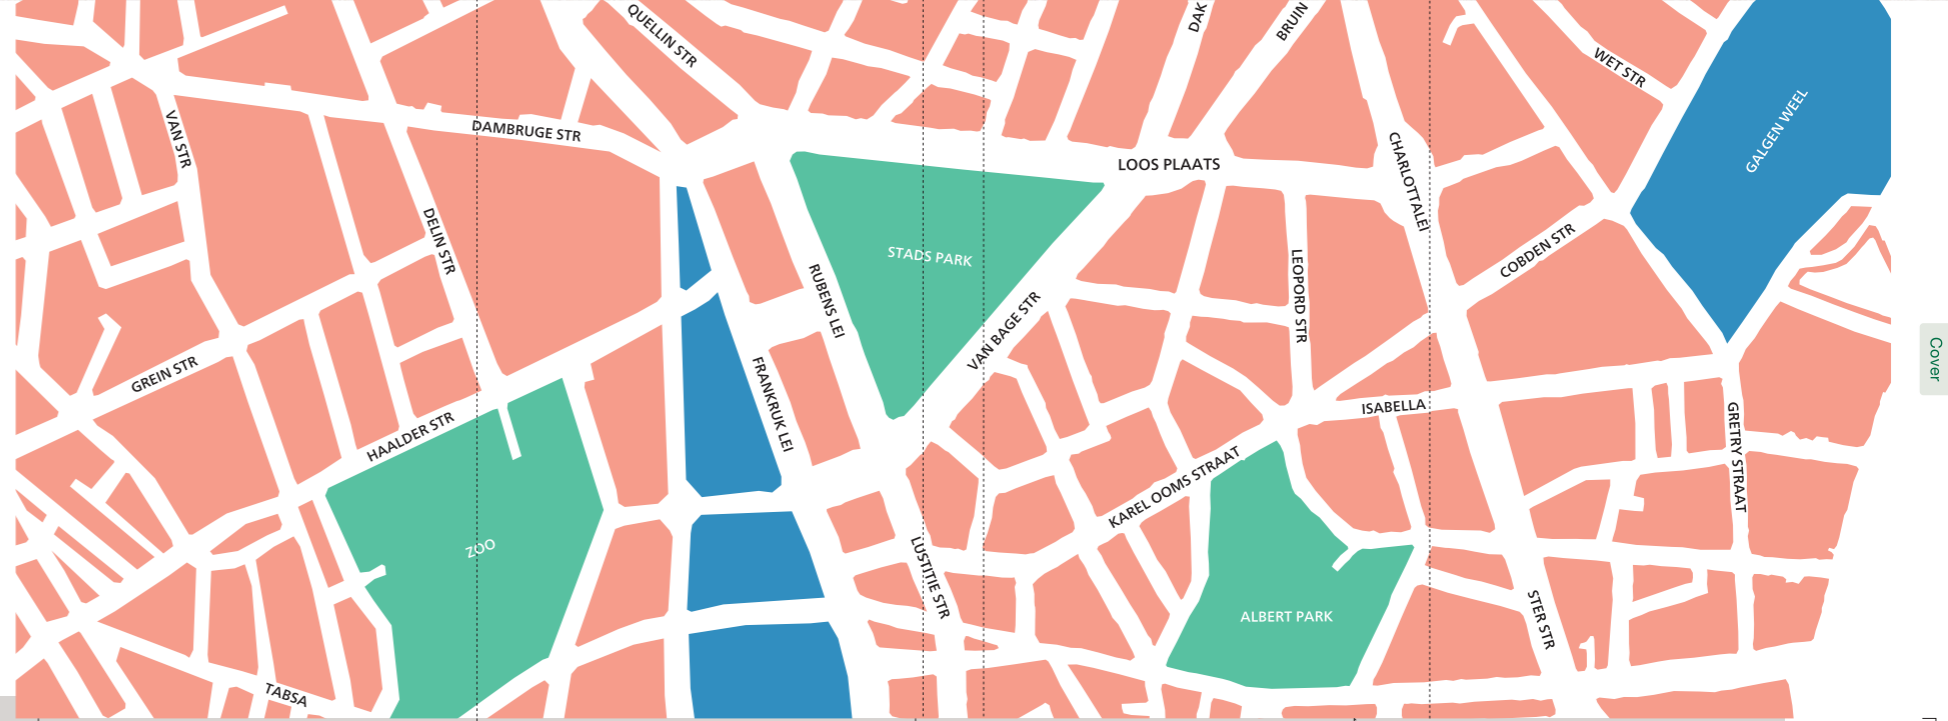 QUELLIN STR
DAK
BRUIN
WET STR
GALGEN WEEL
VAN STR
DAMBRUGE STR
LOOS PLAATS
CHARLOTTALEI
DELIN STR
STADS PARK
COBDEN STR
RUBENS LEI
LEOPORD STR
VAN BAGE STR
GREIN STR
FRANKRUK LEI
ISABELLA
Cover
HAALDER STR
GRETRY STRAAT
KAREL OOMS STRAAT
ZOO
LUSTITIE STR
ALBERT PARK
STER STR
TABSA